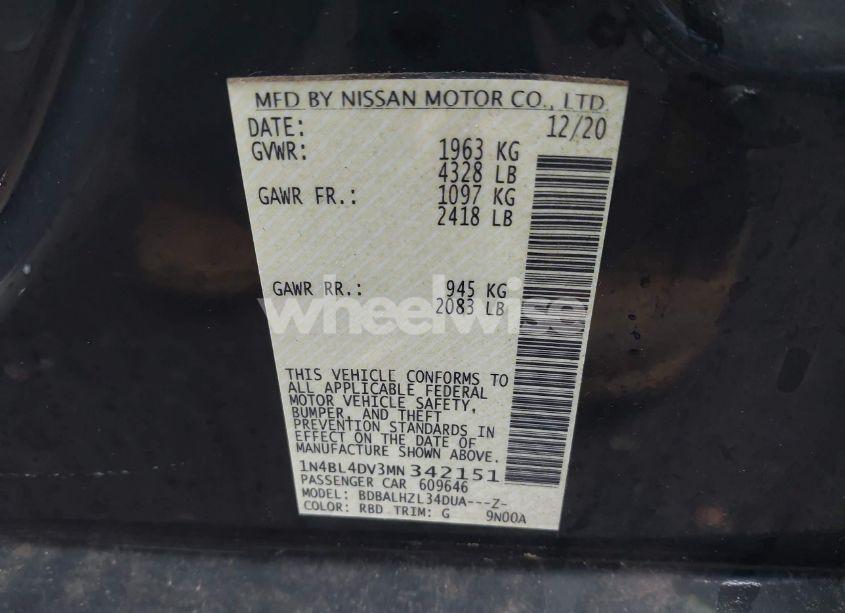 MFD BY NISSAN MOTOR CO., LTD.
DATE: 12/20
GVWR: 1963 KG
4328 LB
GAWR FR.: 1097 KG
2418 LB
GAWR RR.: 945 KG
2083 LB
wheelwise
THIS VEHICLE CONFORMS TO
ALL APPLICABLE FEDERAL
MOTOR VEHICLE SAFETY,
BUMPER, AND THEFT
PREVENTION STANDARDS IN
EFFECT ON THE DATE OF
MANUFACTURE SHOWN ABOVE.
1N4BL4DV3MN342151
PASSENGER CAR 609646
MODEL: BDBALHZL34DUA---Z-
COLOR: RBD TRIM: G 9N00A